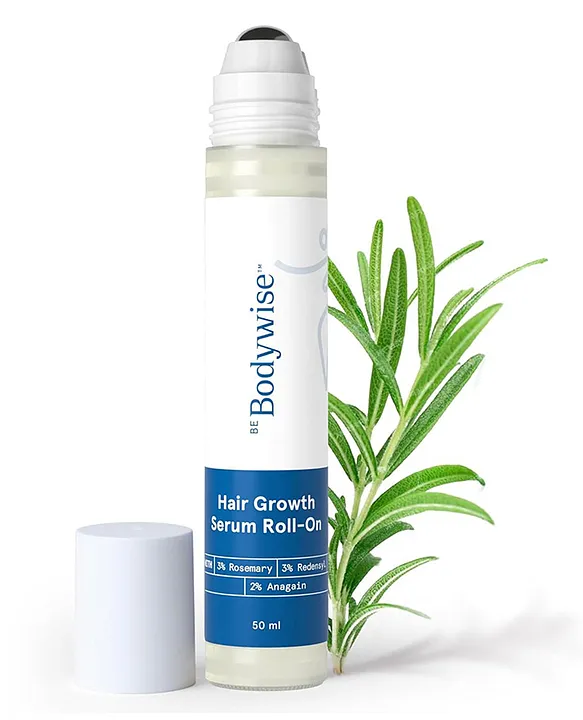 BE Bodywise™
Hair Growth
Serum Roll-On
3% Rosemary 3% Redensyl
2% Anagain
50 ml